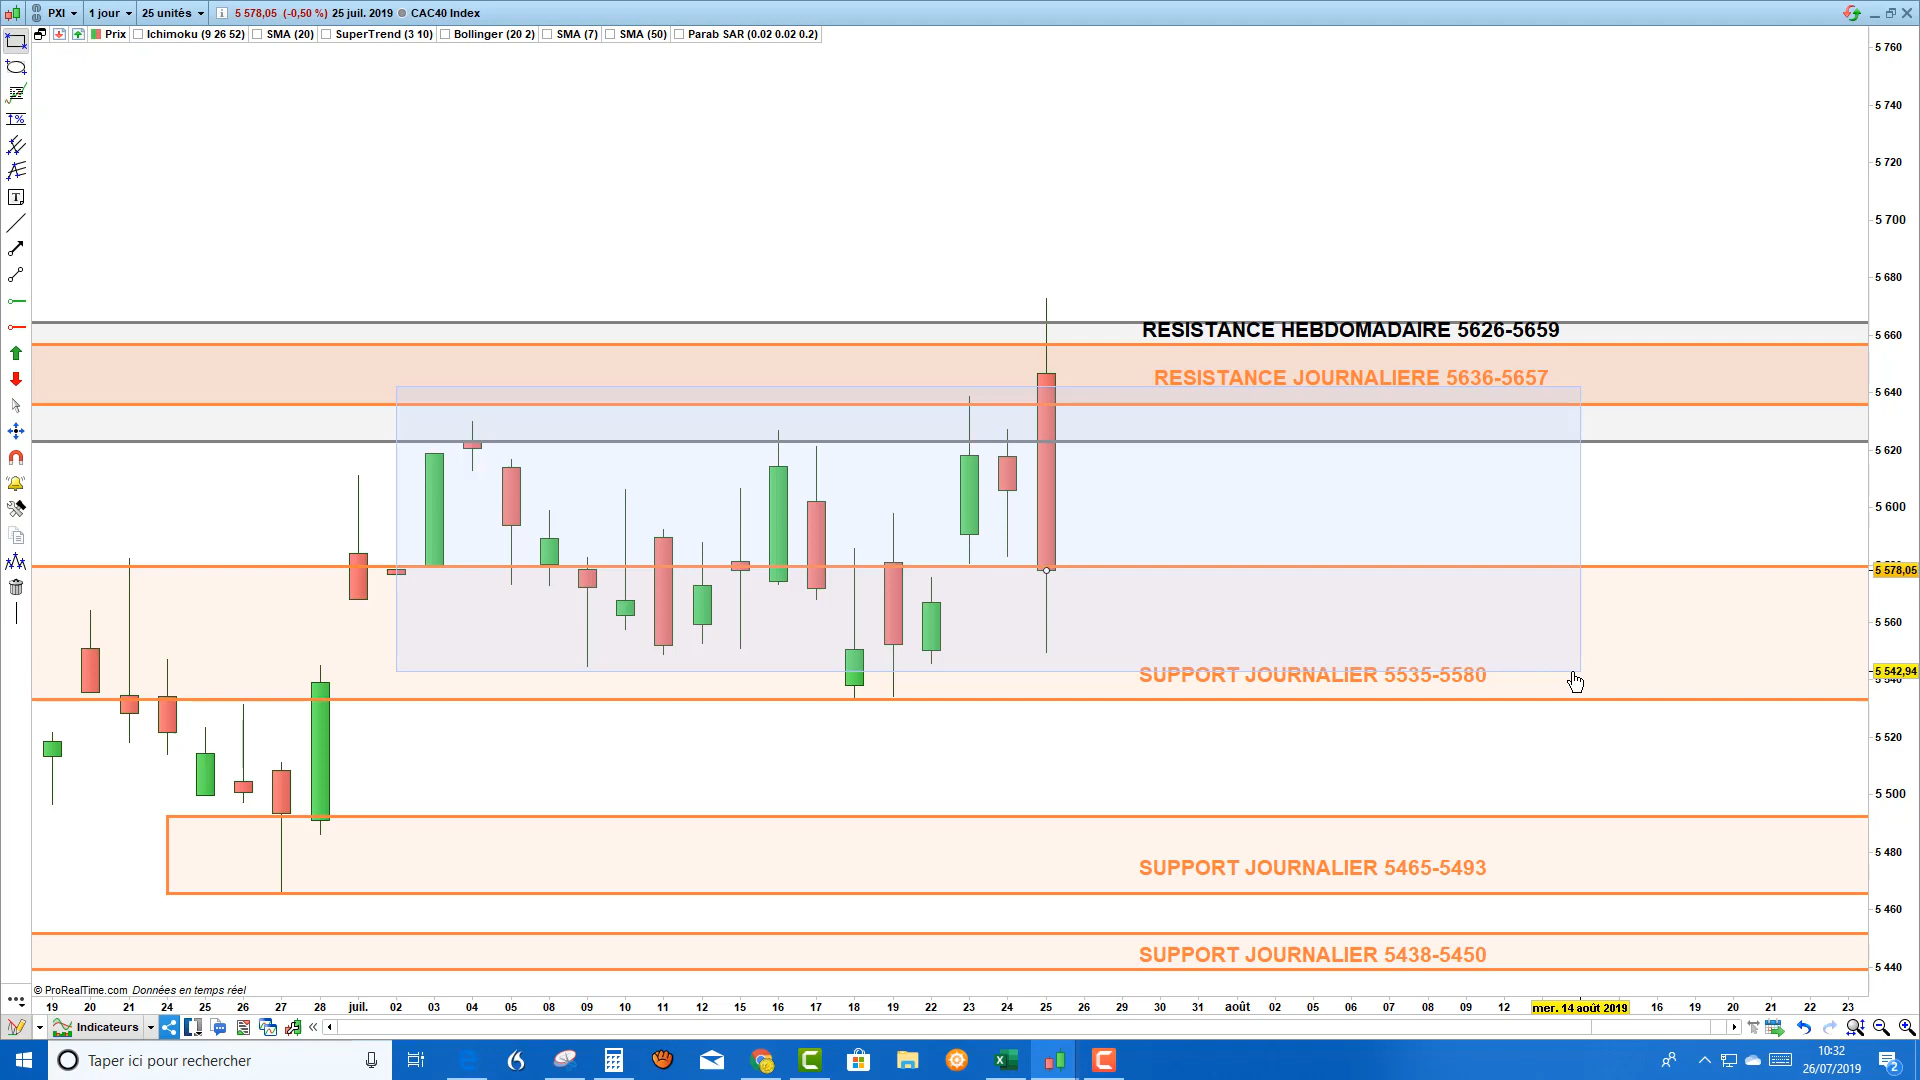 PXI 1 jour 25 unités 5 578,05 (-0,50 %) 25 juil. 2019 CAC40 Index
Prix Ichimoku (9 26 52) SMA (20) SuperTrend (3 10) Bollinger (20 2) SMA (7) SMA (50) Parab SAR (0.02 0.02 0.2)
5 760
5 740
5 720
5 700
5 680
RESISTANCE HEBDOMADAIRE 5626-5659
5 660
RESISTANCE JOURNALIERE 5636-5657
5 640
5 620
5 600
5 578,05
5 560
SUPPORT JOURNALIER 5535-5580
5 542,94
5 520
5 500
SUPPORT JOURNALIER 5465-5493
5 480
5 460
SUPPORT JOURNALIER 5438-5450
5 440
© ProRealTime.com Données en temps réel
19 20 21 24 25 26 27 28 juil. 02 03 04 05 08 09 10 11 12 15 16 17 18 19 22 23 24 25 26 29 30 31 août 02 05 06 07 08 09 12 mer. 14 août 2019 16 19 20 21 22 23
Indicateurs
Taper ici pour rechercher
10:32
26/07/2019
2